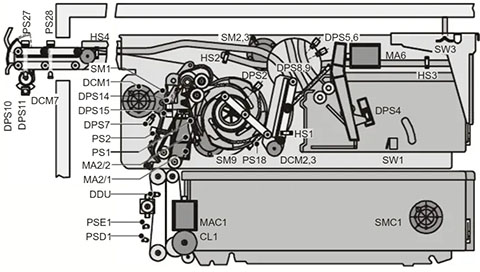 PS27
PS28
HS4
SM2,3
DPS5,6
HS2
DPS8,9
MA6
SW3
HS3
SM1
DCM1
DPS2
DPS10
DPS11
DCM7
DPS14
DPS15
DPS4
DPS7
PS2
HS1
PS1
MA2/2
SM9
PS18
DCM2,3
SW1
MA2/1
DDU
PSE1
MAC1
SMC1
PSD1
CL1